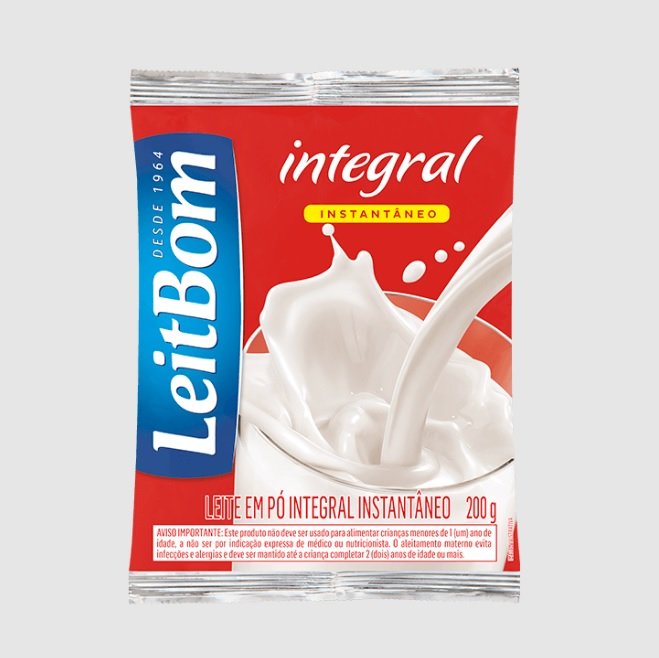 DESDE 1964
LeitBom
integral
INSTANTÂNEO
LEITE EM PÓ INTEGRAL INSTANTÂNEO 200 g
AVISO IMPORTANTE: Este produto não deve ser usado para alimentar crianças menores de 1 (um) ano de
idade, a não ser por indicação expressa de médico ou nutricionista. O aleitamento materno evita
infecções e alergias e deve ser mantido até a criança completar 2 (dois) anos de idade ou mais.